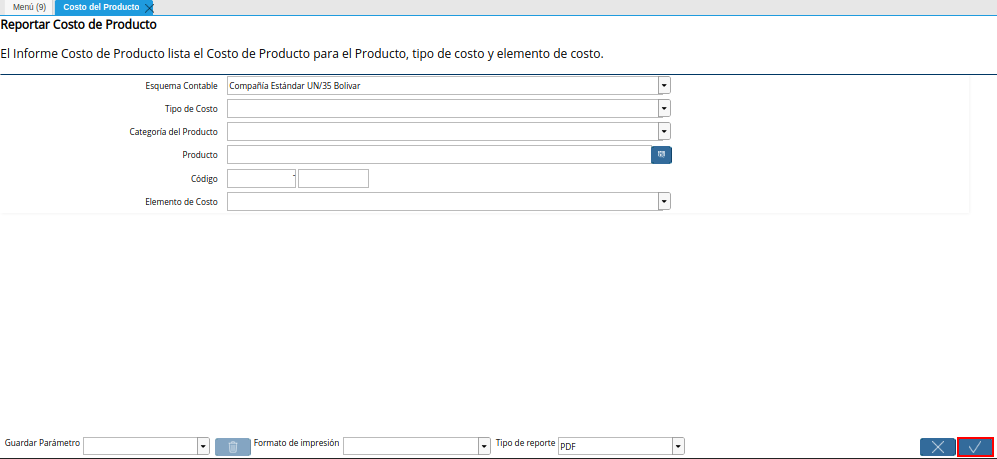 Menú (9) Costo del Producto
Reportar Costo de Producto
El Informe Costo de Producto lista el Costo de Producto para el Producto, tipo de costo y elemento de costo.
Esquema Contable Compañía Estándar UN/35 Bolivar
Tipo de Costo
Categoría del Producto
Producto
Código -
Elemento de Costo
Guardar Parámetro Formato de impresión Tipo de reporte PDF